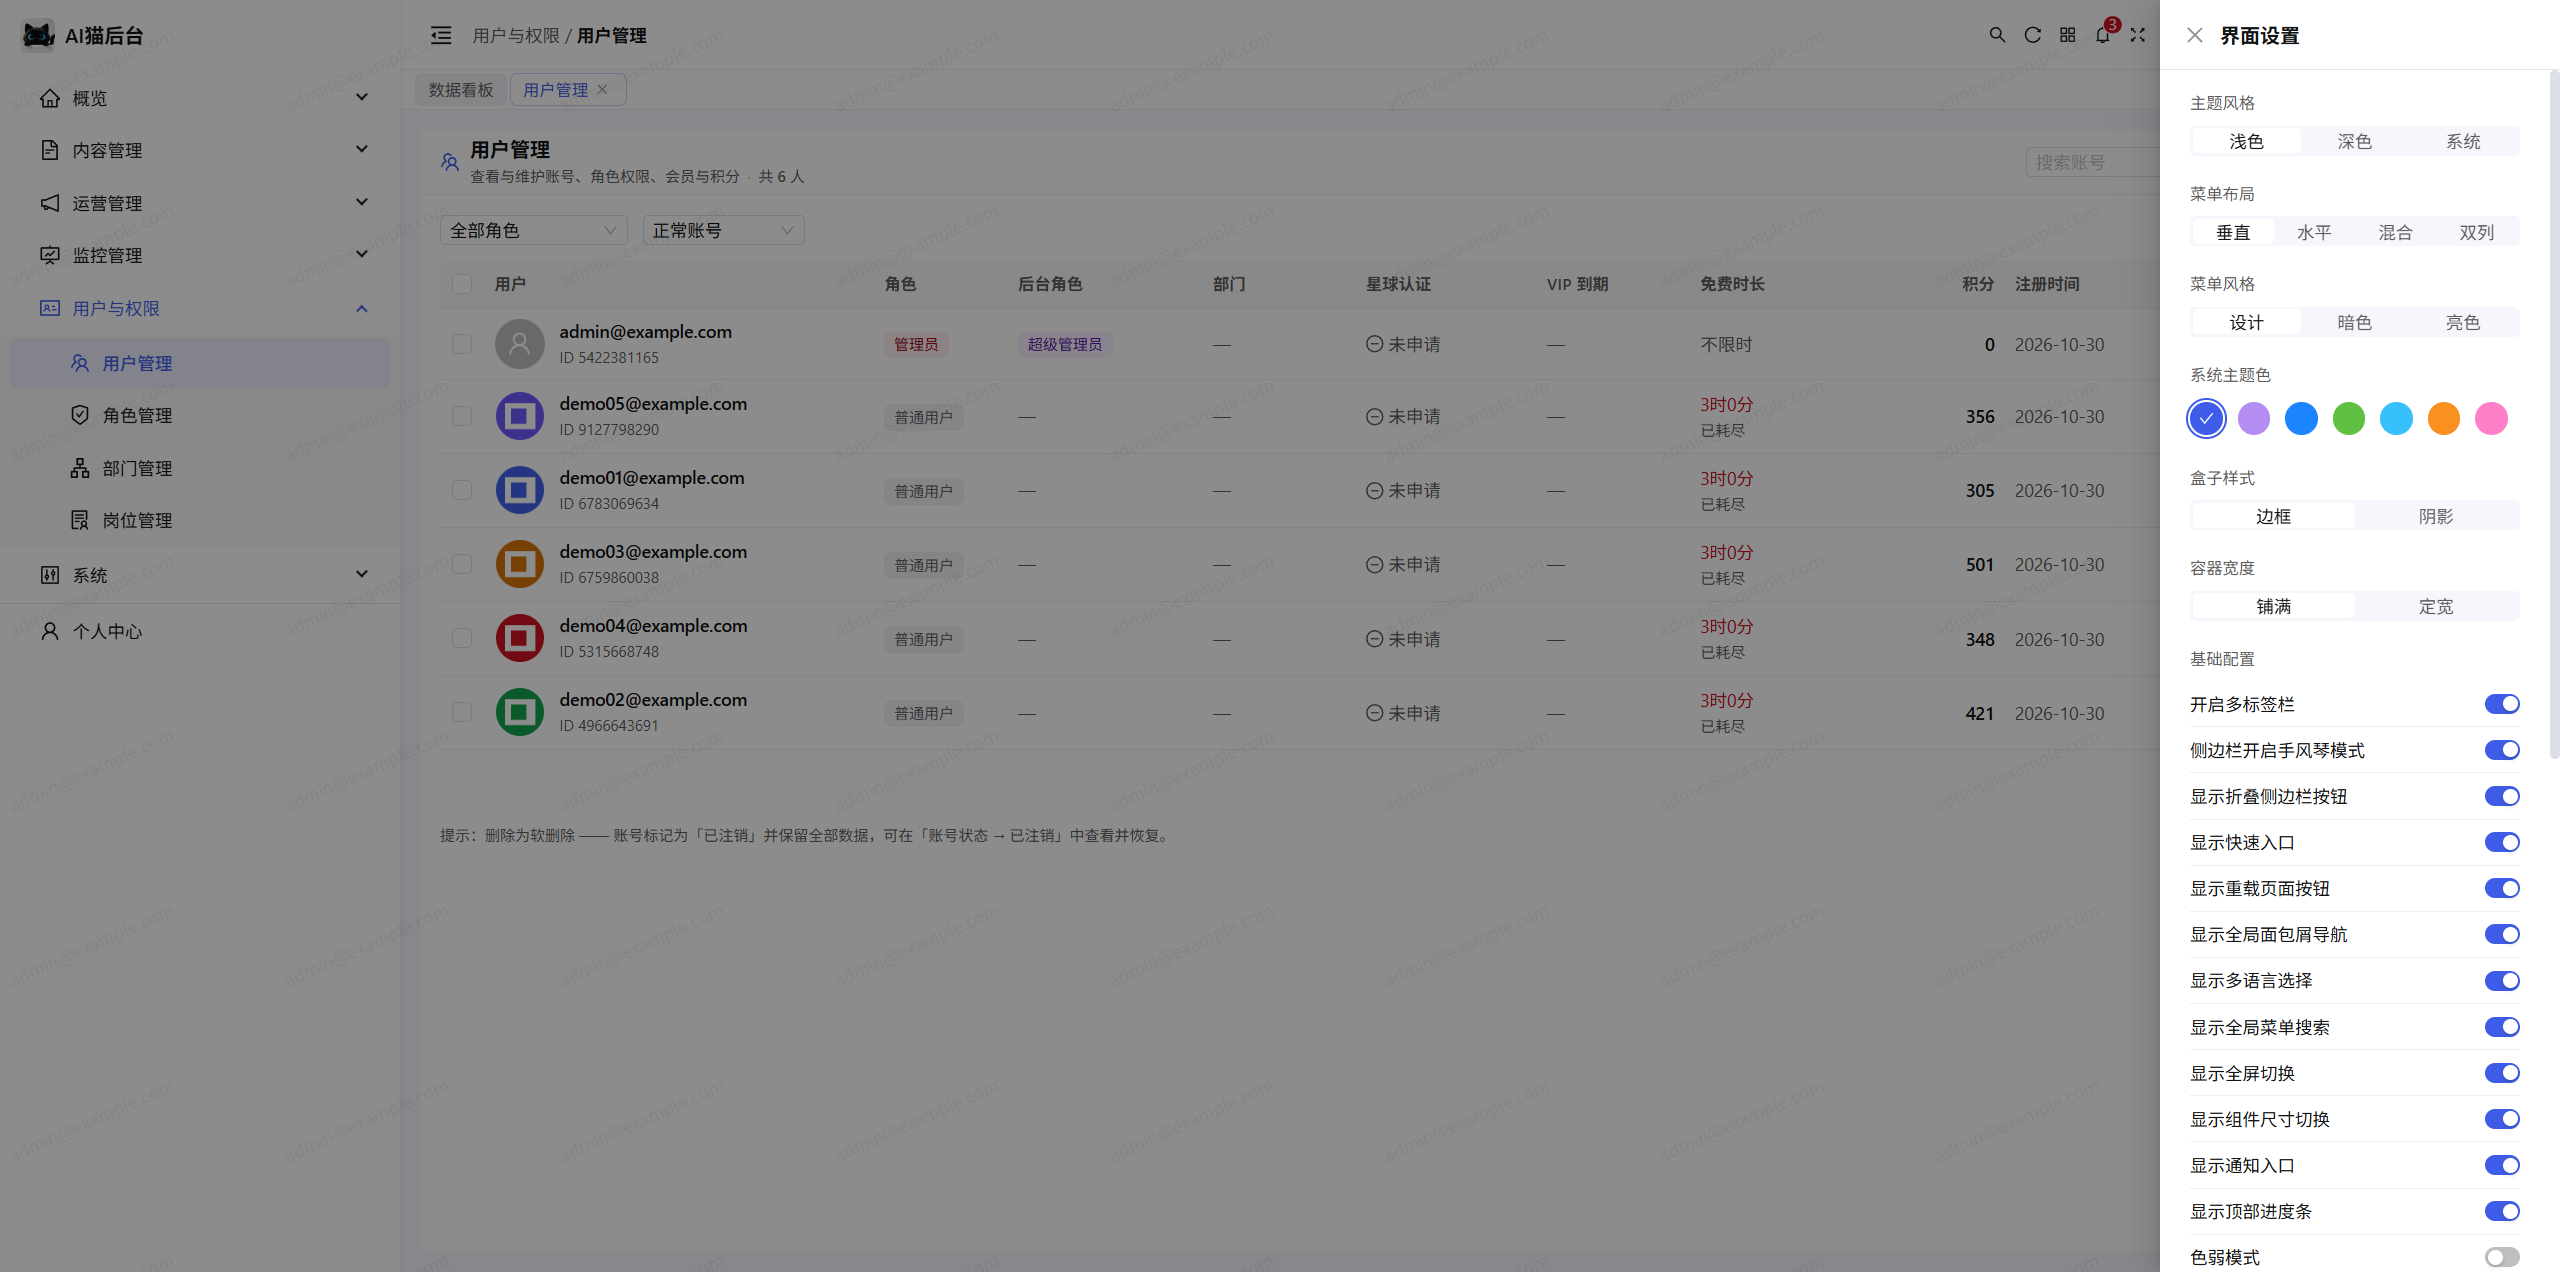 AI猫后台
概览
内容管理
运营管理
监控管理
用户与权限
用户管理
角色管理
部门管理
岗位管理
系统
个人中心
用户与权限 / 用户管理
3
数据看板 用户管理
用户管理
查看与维护账号、角色权限、会员与积分 · 共 6 人
搜索账号
全部角色 正常账号
用户 角色 后台角色 部门 星球认证 VIP 到期 免费时长 积分 注册时间
admin@example.com
ID 5422381165
管理员 超级管理员 — 未申请 — 不限时 0 2026-10-30
demo05@example.com
ID 9127798290
普通用户 — — 未申请 — 3时0分
已耗尽
356 2026-10-30
demo01@example.com
ID 6783069634
普通用户 — — 未申请 — 3时0分
已耗尽
305 2026-10-30
demo03@example.com
ID 6759860038
普通用户 — — 未申请 — 3时0分
已耗尽
501 2026-10-30
demo04@example.com
ID 5315668748
普通用户 — — 未申请 — 3时0分
已耗尽
348 2026-10-30
demo02@example.com
ID 4966643691
普通用户 — — 未申请 — 3时0分
已耗尽
421 2026-10-30
提示：删除为软删除 —— 账号标记为「已注销」并保留全部数据，可在「账号状态 → 已注销」中查看并恢复。
admin@example.com
界面设置
主题风格
浅色 深色 系统
菜单布局
垂直 水平 混合 双列
菜单风格
设计 暗色 亮色
系统主题色
盒子样式
边框 阴影
容器宽度
铺满 定宽
基础配置
开启多标签栏
侧边栏开启手风琴模式
显示折叠侧边栏按钮
显示快速入口
显示重载页面按钮
显示全局面包屑导航
显示多语言选择
显示全局菜单搜索
显示全屏切换
显示组件尺寸切换
显示通知入口
显示顶部进度条
色弱模式